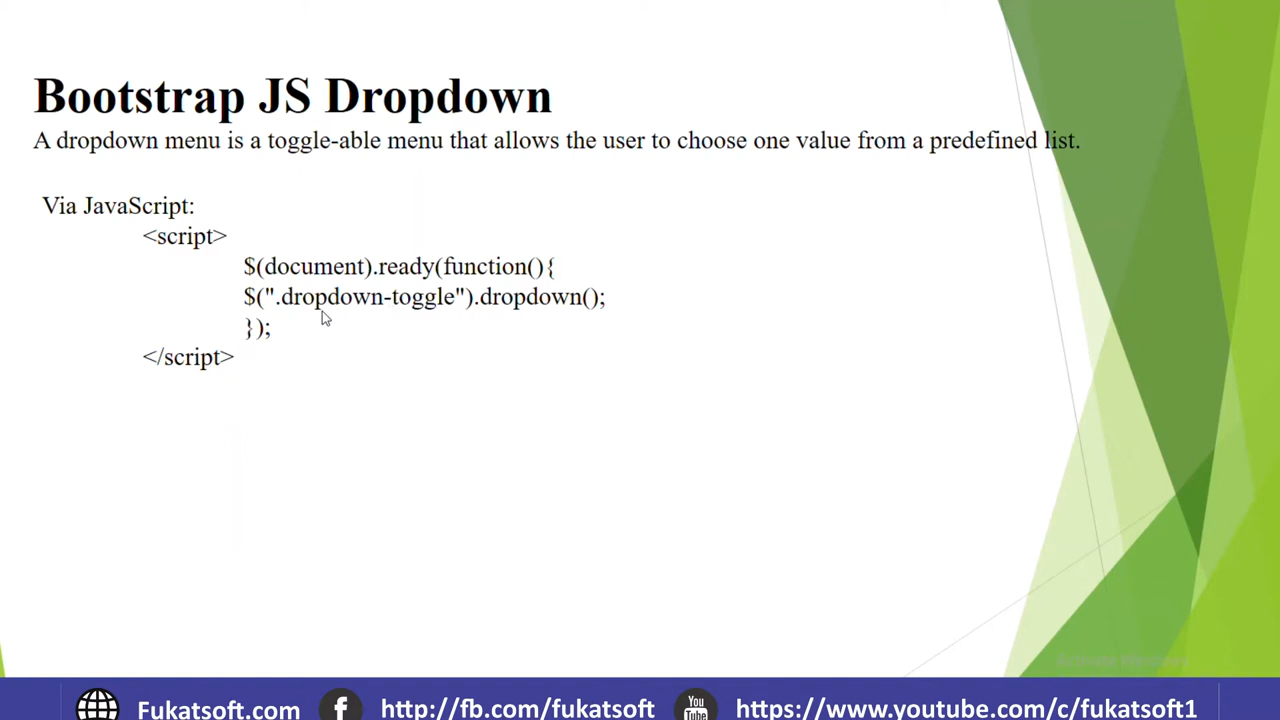 Bootstrap JS Dropdown
A dropdown menu is a toggle-able menu that allows the user to choose one value from a predefined list.
Via JavaScript:
<script>
$(document).ready(function(){
$(".dropdown-toggle").dropdown();
});
</script>
Fukatsoft.com
http://fb.com/fukatsoft
You
Tube
https://www.youtube.com/c/fukatsoft1